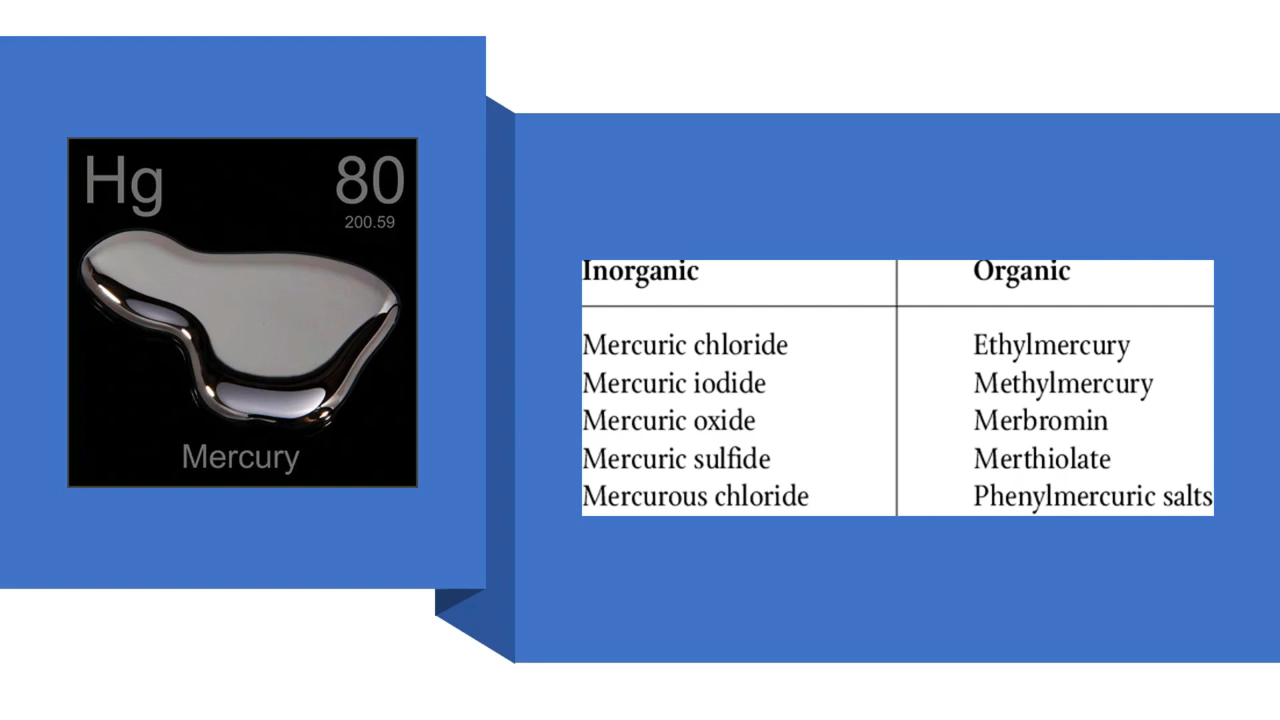 Hg 80
200.59
Mercury
Inorganic Organic
Mercuric chloride Ethylmercury
Mercuric iodide Methylmercury
Mercuric oxide Merbromin
Mercuric sulfide Merthiolate
Mercurous chloride Phenylmercuric salts